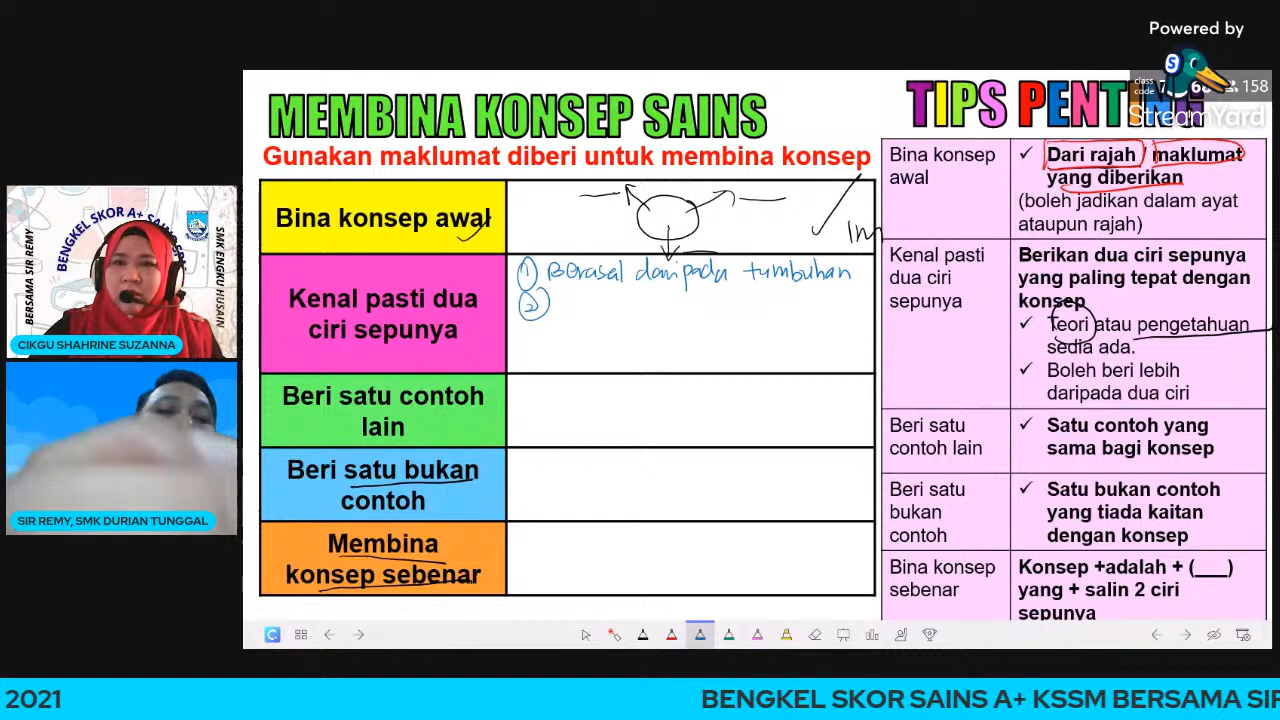 Powered by
StreamYard
class
code
158
MEMBINA KONSEP SAINS
Gunakan maklumat diberi untuk membina konsep
Bina konsep awal
Kenal pasti dua
ciri sepunya
① Berasal daripada tumbuhan
②
Beri satu contoh
lain
Beri satu bukan
contoh
Membina
konsep sebenar
TIPS PENTING
Bina konsep
awal
✓ Dari rajah / maklumat
yang diberikan
(boleh jadikan dalam ayat
ataupun rajah)
Kenal pasti
dua ciri
sepunya
Berikan dua ciri sepunya
yang paling tepat dengan
konsep
✓ Teori atau pengetahuan
sedia ada.
✓ Boleh beri lebih
daripada dua ciri
Beri satu
contoh lain
✓ Satu contoh yang
sama bagi konsep
Beri satu
bukan
contoh
✓ Satu bukan contoh
yang tiada kaitan
dengan konsep
Bina konsep
sebenar
Konsep +adalah + (___)
yang + salin 2 ciri
sepunya
BERSAMA SIR REMY
BENGKEL SKOR A+ SAINS
SMK ENGKU HUSAIN
CIKGU SHAHRINE SUZANNA
SIR REMY, SMK DURIAN TUNGGAL
2021
BENGKEL SKOR SAINS A+ KSSM BERSAMA SIR